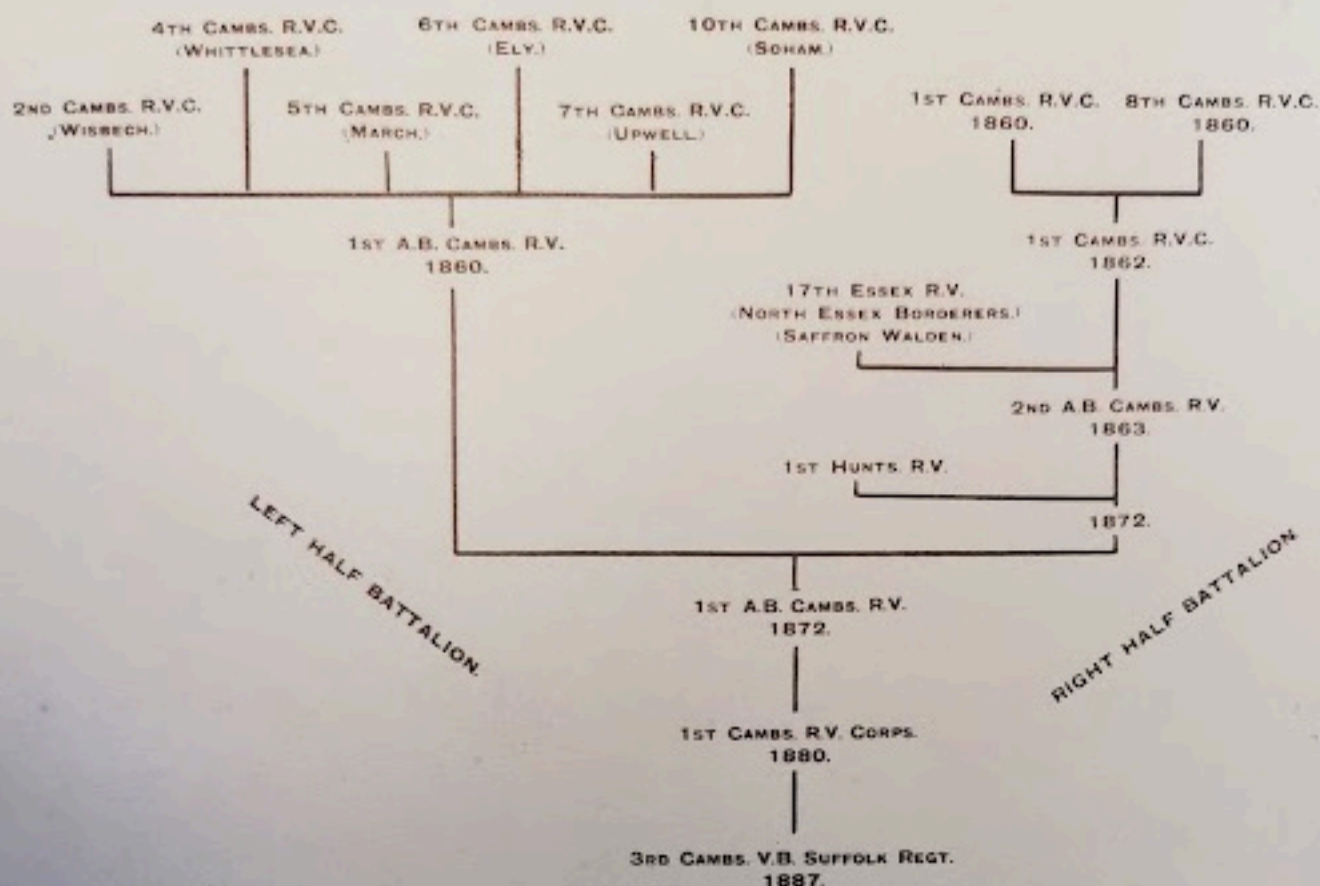 4TH CAMBS. R.V.C.
(WHITTLESEA.)
6TH CAMBS. R.V.C.
(ELY.)
10TH CAMBS. R.V.C.
(SOHAM.)
2ND CAMBS. R.V.C.
(WISBECH.)
5TH CAMBS. R.V.C.
(MARCH.)
7TH CAMBS. R.V.C.
(UPWELL.)
1ST CAMBS. R.V.C.
1860.
8TH CAMBS. R.V.C.
1860.
1ST A.B. CAMBS. R.V.
1860.
1ST CAMBS. R.V.C.
1862.
17TH ESSEX R.V.
(NORTH ESSEX BORDERERS.)
(SAFFRON WALDEN.)
2ND A.B. CAMBS. R.V.
1863.
1ST HUNTS. R.V.
1872.
LEFT HALF BATTALION.
RIGHT HALF BATTALION
1ST A.B. CAMBS. R.V.
1872.
1ST CAMBS. R.V. CORPS.
1880.
3RD CAMBS. V.B. SUFFOLK REGT.
1887.